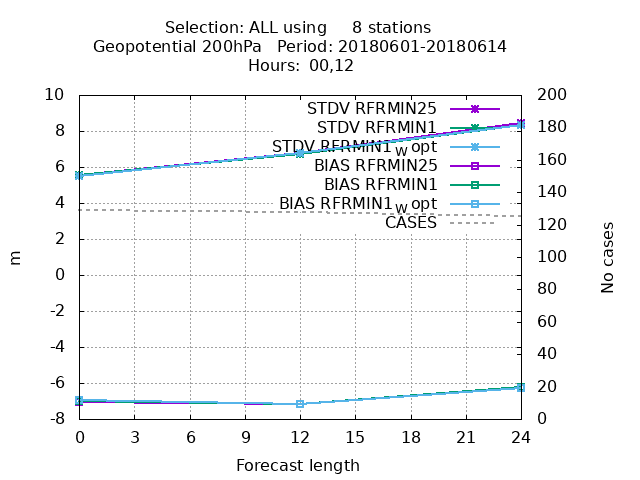 Selection: ALL using     8 stations
Geopotential 200hPa   Period: 20180601-20180614
Hours: 00,12
STDV RFRMIN25
STDV RFRMIN1
STDV RFRMIN1_w opt
BIAS RFRMIN25
BIAS RFRMIN1
BIAS RFRMIN1_w opt
CASES
10
8
6
4
2
0
-2
-4
-6
-8
m
200
180
160
140
120
100
80
60
40
20
0
No cases
0 3 6 9 12 15 18 21 24
Forecast length